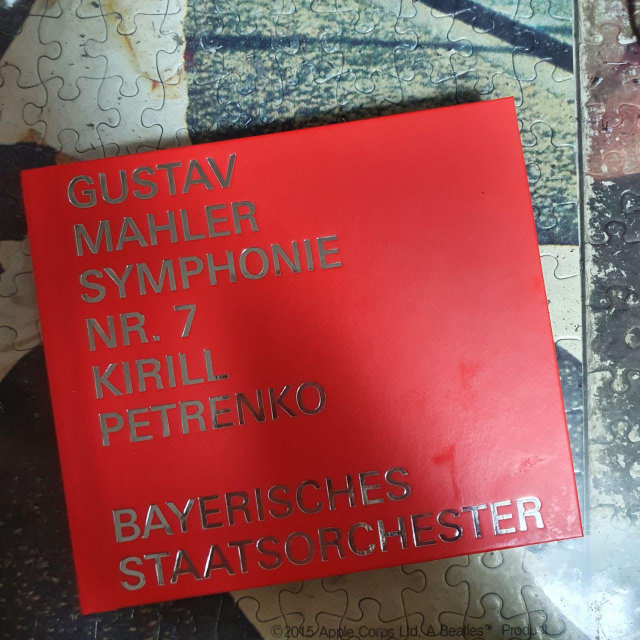 GUSTAV
MAHLER
SYMPHONIE
NR. 7
KIRILL
PETRENKO
BAYERISCHES
STAATSORCHESTER
©2015 Apple Corps Ltd. A Beatles™